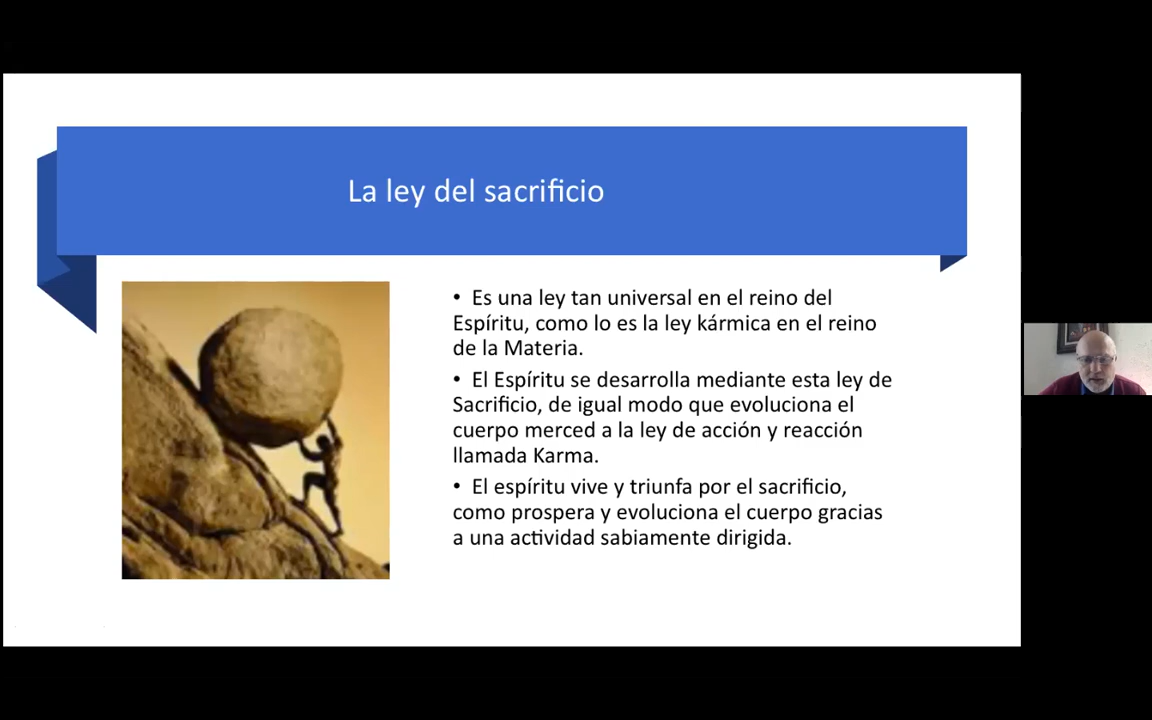 La ley del sacrificio
• Es una ley tan universal en el reino del
Espíritu, como lo es la ley kármica en el reino
de la Materia.
• El Espíritu se desarrolla mediante esta ley de
Sacrificio, de igual modo que evoluciona el
cuerpo merced a la ley de acción y reacción
llamada Karma.
• El espíritu vive y triunfa por el sacrificio,
como prospera y evoluciona el cuerpo gracias
a una actividad sabiamente dirigida.